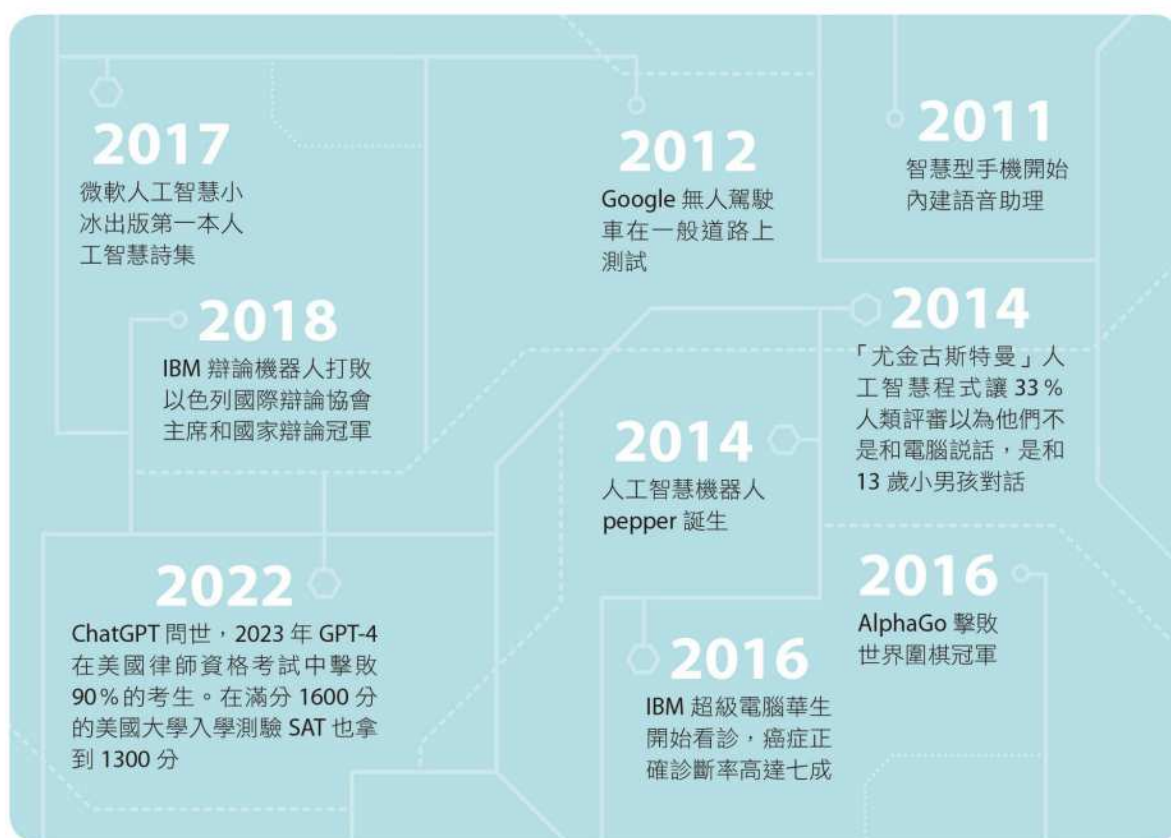 2011
智慧型手機開始
內建語音助理
2012
Google 無人駕駛
車在一般道路上
測試
2014
「尤金古斯特曼」人
工智慧程式讓 33%
人類評審以為他們不
是和電腦說話，是和
13 歲小男孩對話
2014
人工智慧機器人
pepper 誕生
2016
AlphaGo 擊敗
世界圍棋冠軍
2016
IBM 超級電腦華生
開始看診，癌症正
確診斷率高達七成
2017
微軟人工智慧小
冰出版第一本人
工智慧詩集
2018
IBM 辯論機器人打敗
以色列國際辯論協會
主席和國家辯論冠軍
2022
ChatGPT 問世，2023 年 GPT-4
在美國律師資格考試中擊敗
90%的考生。在滿分 1600 分
的美國大學入學測驗 SAT 也拿
到 1300 分